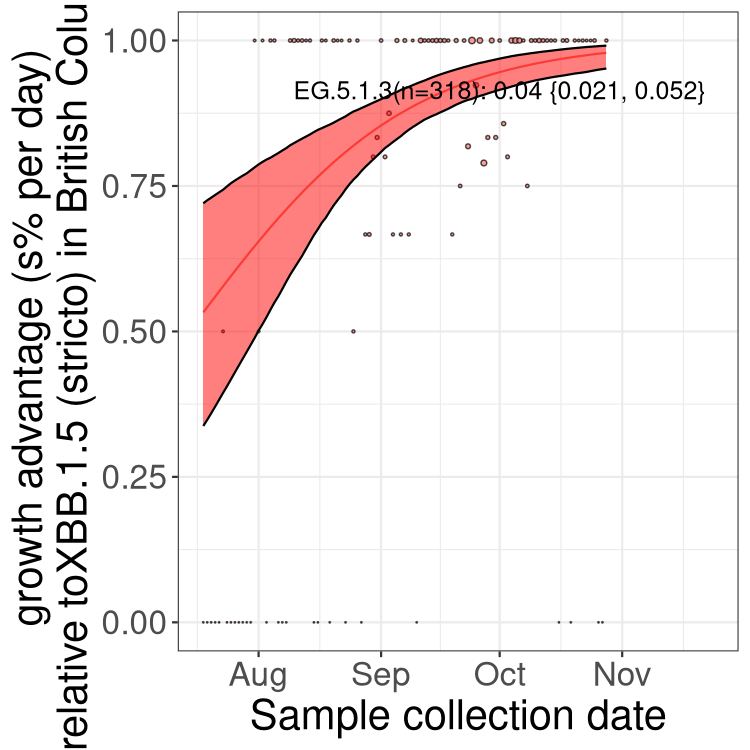 growth advantage (s% per day)
relative toXBB.1.5 (stricto) in British Colu
1.00
0.75
0.50
0.25
0.00
EG.5.1.3(n=318): 0.04 {0.021, 0.052}
Aug Sep Oct Nov
Sample collection date